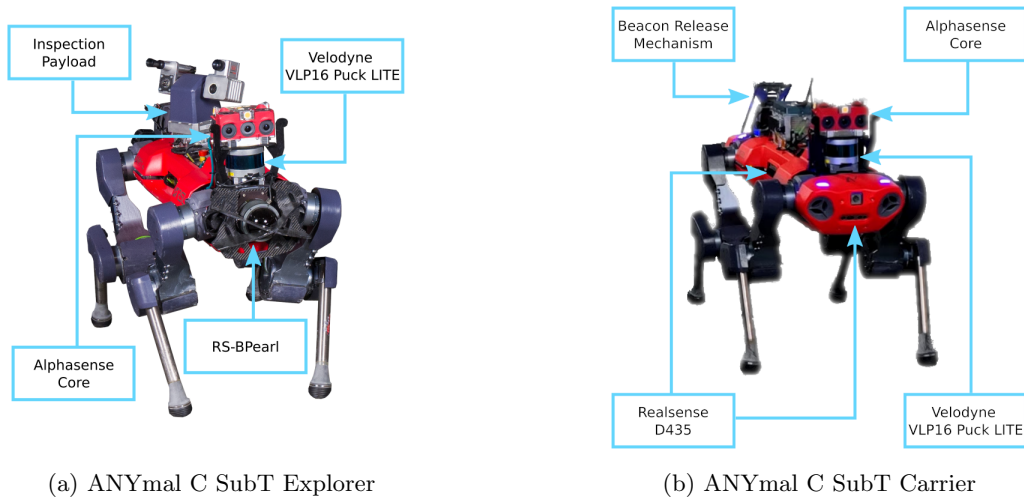 Inspection
Payload
Velodyne
VLP16 Puck LITE
Alphasense
Core
RS-BPearl
(a) ANYmal C SubT Explorer
Beacon Release
Mechanism
Alphasense
Core
Realsense
D435
Velodyne
VLP16 Puck LITE
(b) ANYmal C SubT Carrier